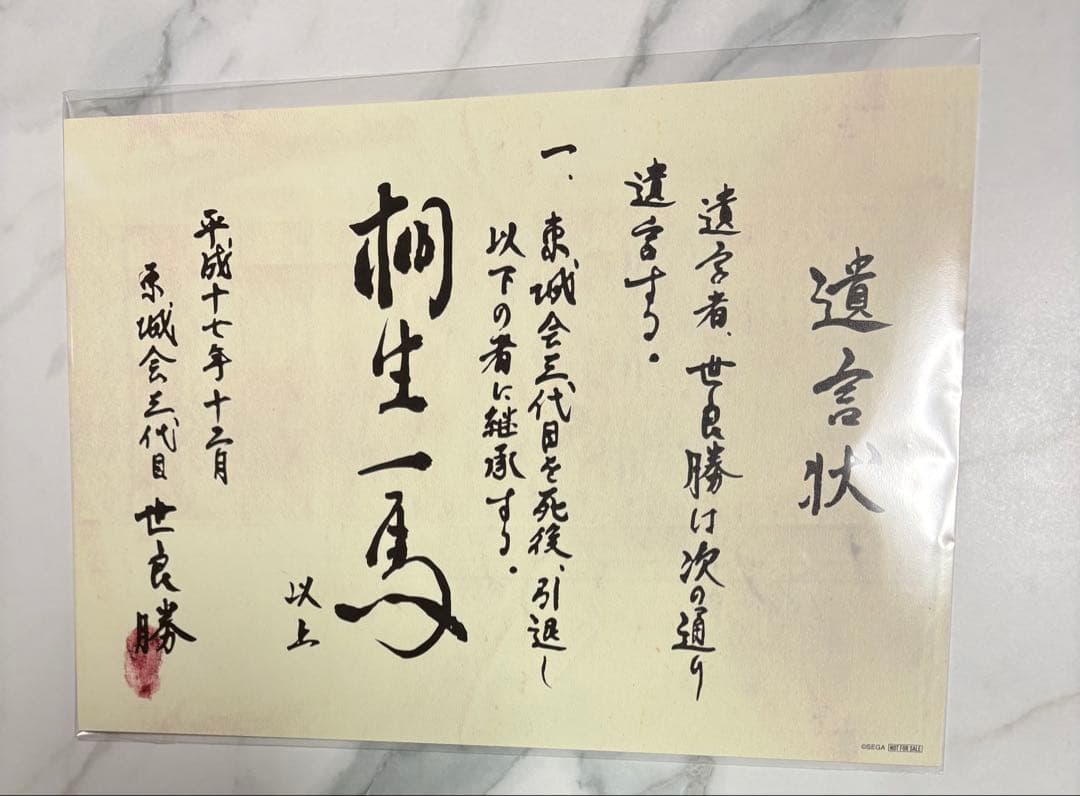 遺言状
遺言者、世良勝は次の通り
遺言する。
一、東城会三代目を死後、引退し
以下の者に継承する。
桐生一馬
以上
平成十七年十二月
東城会三代目 世良勝
©SEGA NOT FOR SALE